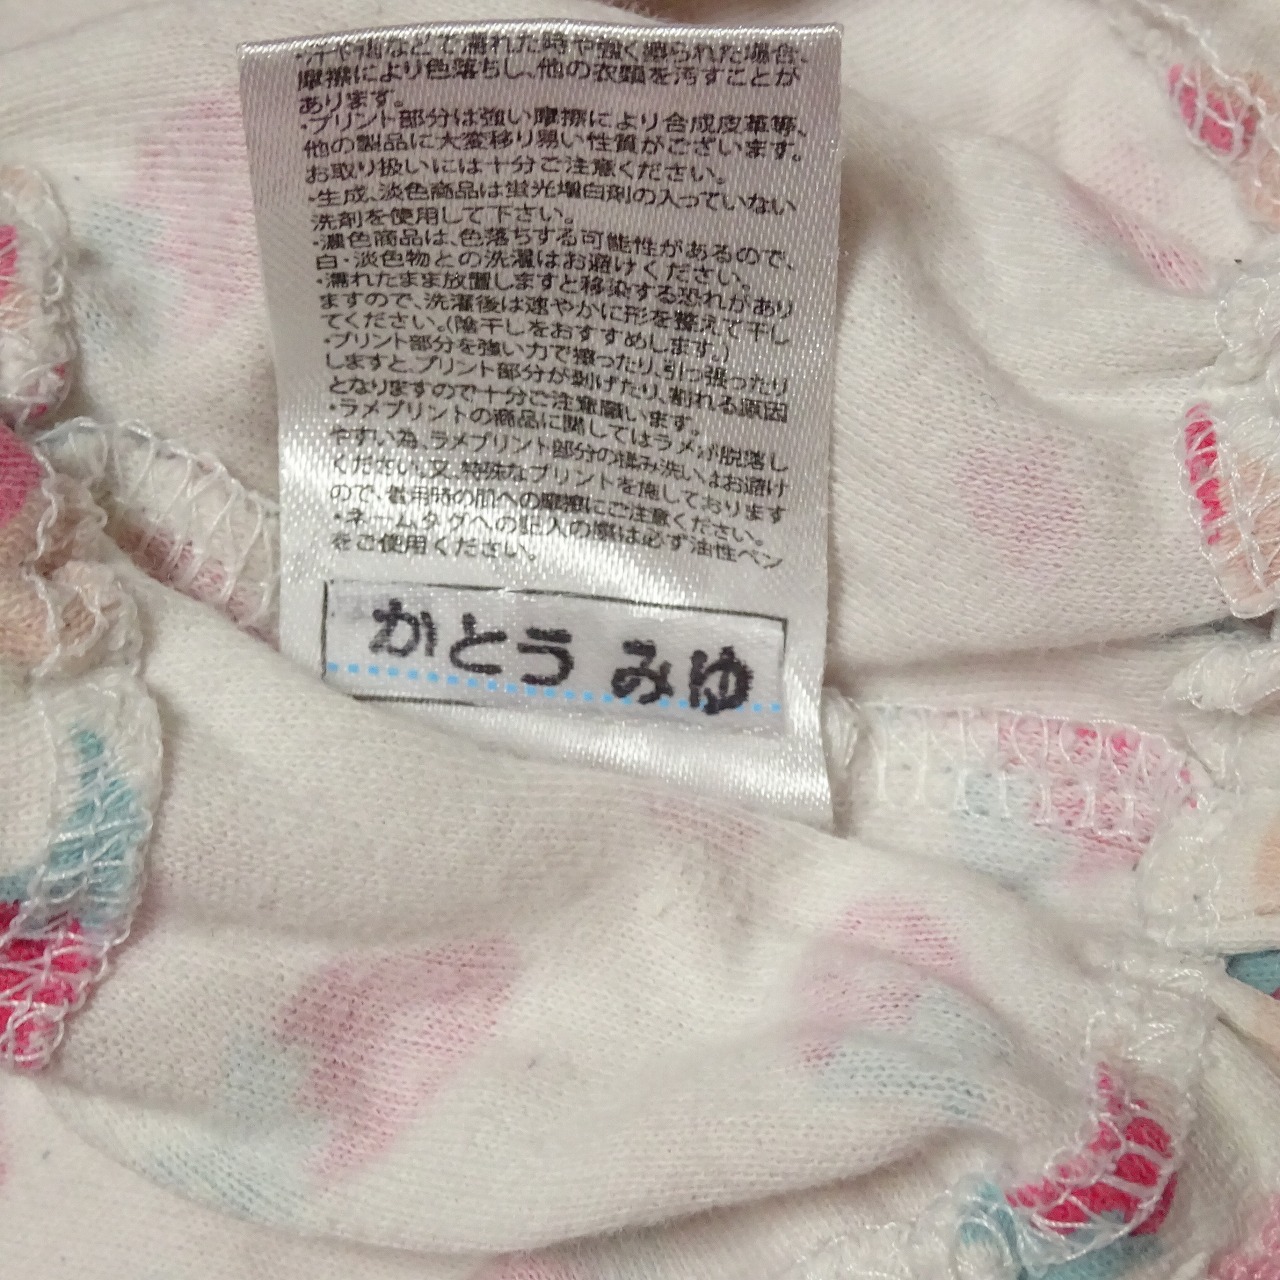 ・汗や雨などで濡れた時や強く擦られた場合、
摩擦により色落ちし、他の衣類を汚すことが
あります。
・プリント部分は強い摩擦により合成皮革等、
他の製品に大変移り易い性質がございます。
お取り扱いには十分ご注意ください。
・生成、淡色商品は蛍光増白剤の入っていない
洗剤を使用して下さい。
・濃色商品は、色落ちする可能性があるので、
白・淡色物との洗濯はお避けください。
・濡れたまま放置しますと移染する恐れがあり
ますので、洗濯後は速やかに形を整えて干し
てください。(陰干しをおすすめします。)
・プリント部分を強い力で擦ったり、引っ張ったり
しますと、プリント部分が剥げたり、割れる原因
となりますので十分ご注意願います。
・ラメプリントの商品に関してはラメが脱落し
やすい為、ラメプリント部分の揉み洗いはお避け
ください。又、特殊なプリントを施しております
ので、着用時の肌への摩擦にご注意ください。
・ネームタグへの記入の際は必ず油性ペン
をご使用ください。
かとう みゆ